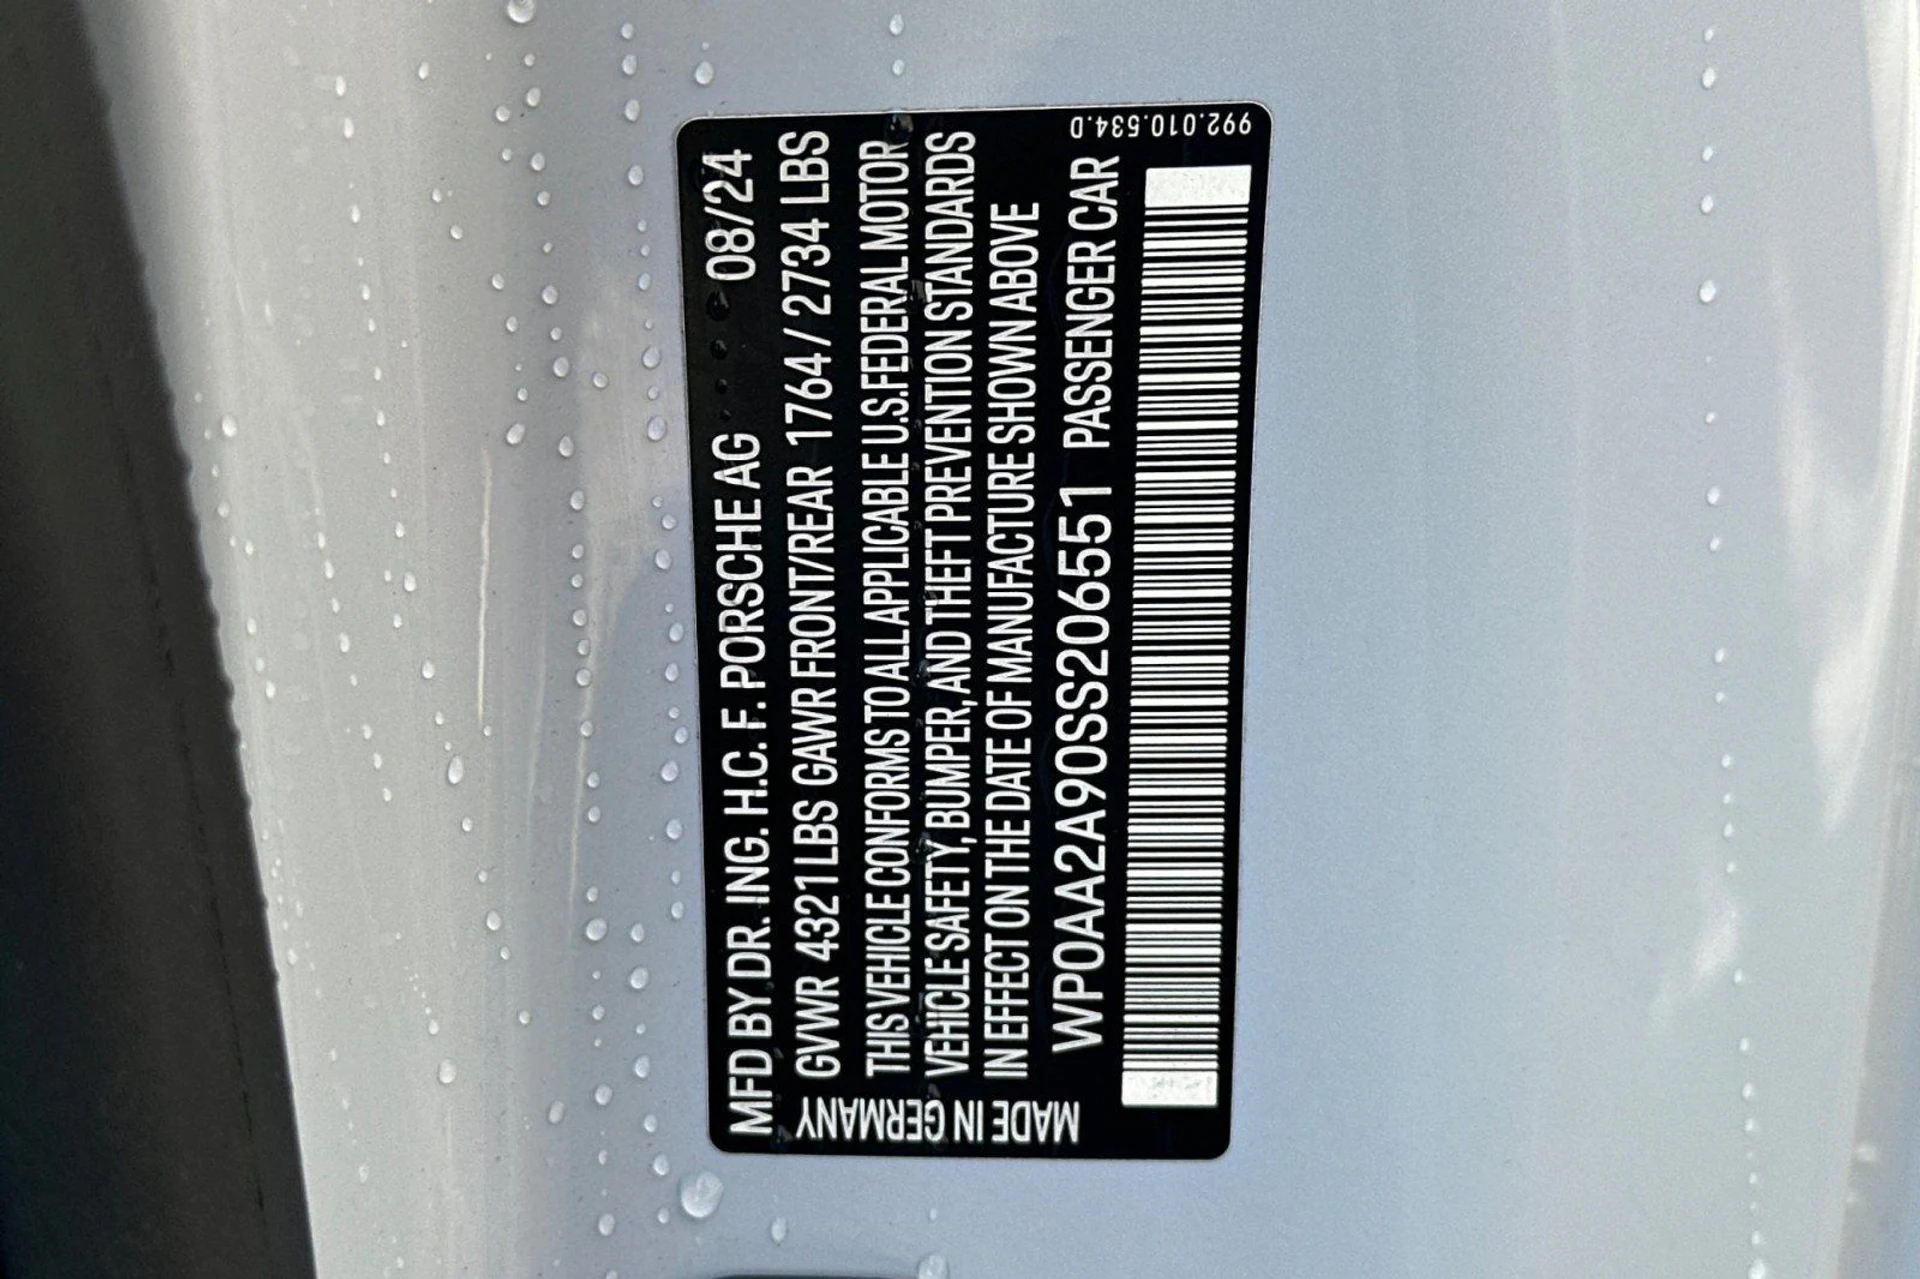 MFD BY DR. ING. H.C. F. PORSCHE AG 08/24
GVWR 4321 LBS GAWR FRONT/REAR 1764 / 2734 LBS
THIS VEHICLE CONFORMS TO ALL APPLICABLE U.S.FEDERAL MOTOR
VEHICLE SAFETY, BUMPER, AND THEFT PREVENTION STANDARDS
IN EFFECT ON THE DATE OF MANUFACTURE SHOWN ABOVE
WP0AA2A90SS206551 PASSENGER CAR
MADE IN GERMANY
992.010.534.D